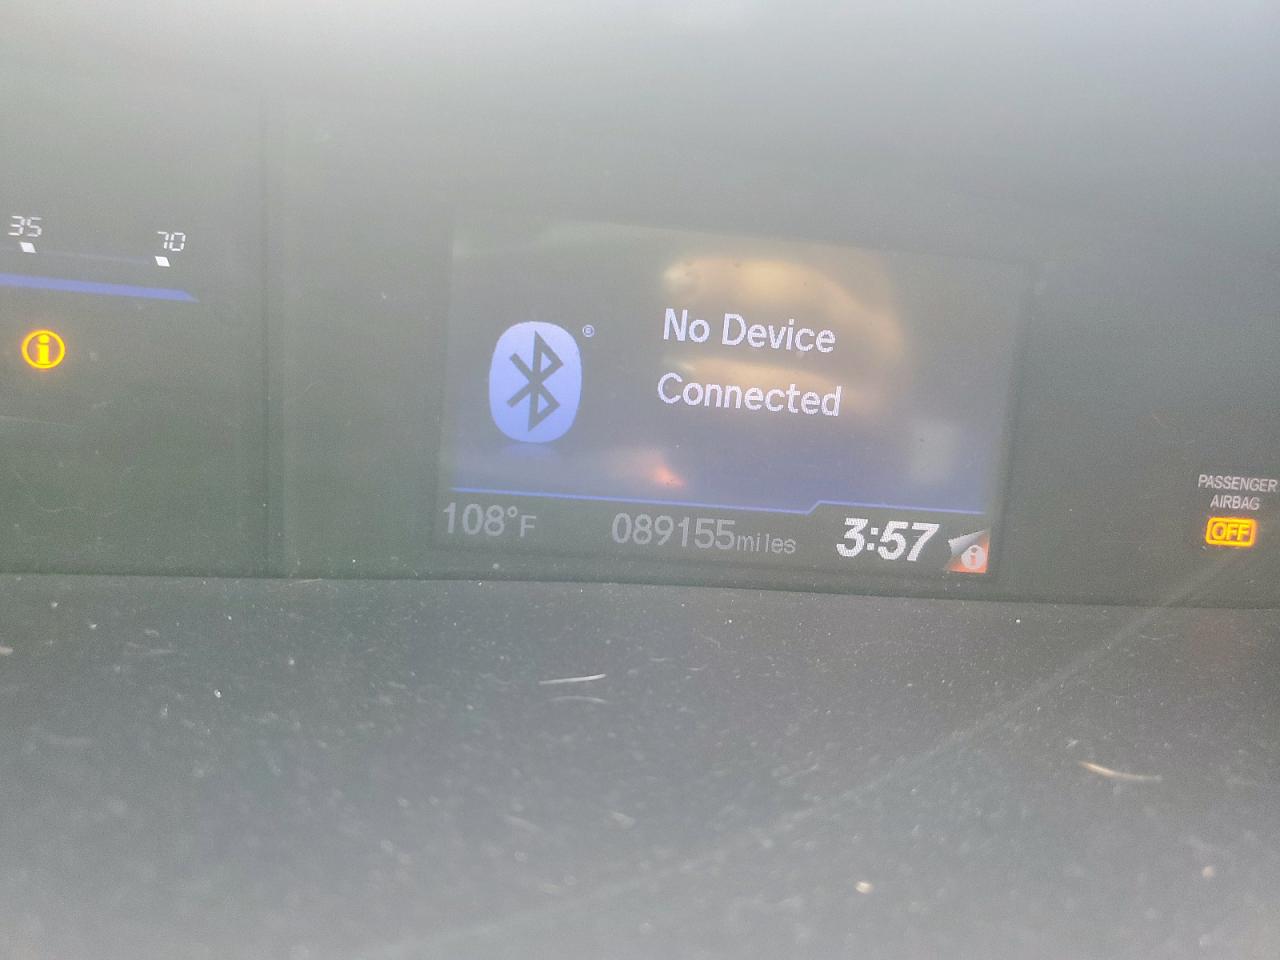 35
70
No Device
Connected
108°F
089155miles
3:57
PASSENGER
AIRBAG
OFF